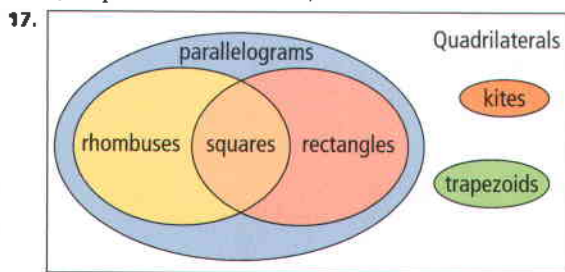 17.
parallelograms
Quadrilaterals
kites
rhombuses squares rectangles
trapezoids